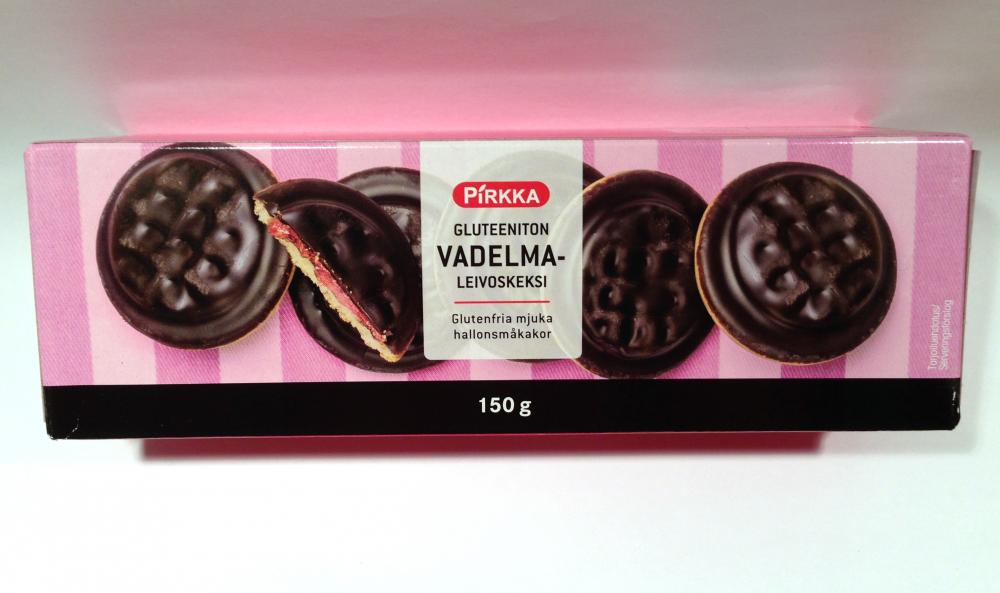 PIRKKA
GLUTEENITON
VADELMA-
LEIVOSKEKSI
Glutenfria mjuka
hallonsmåkakor
Tarjoiluehdotus/
Serveringsförslag
150 g